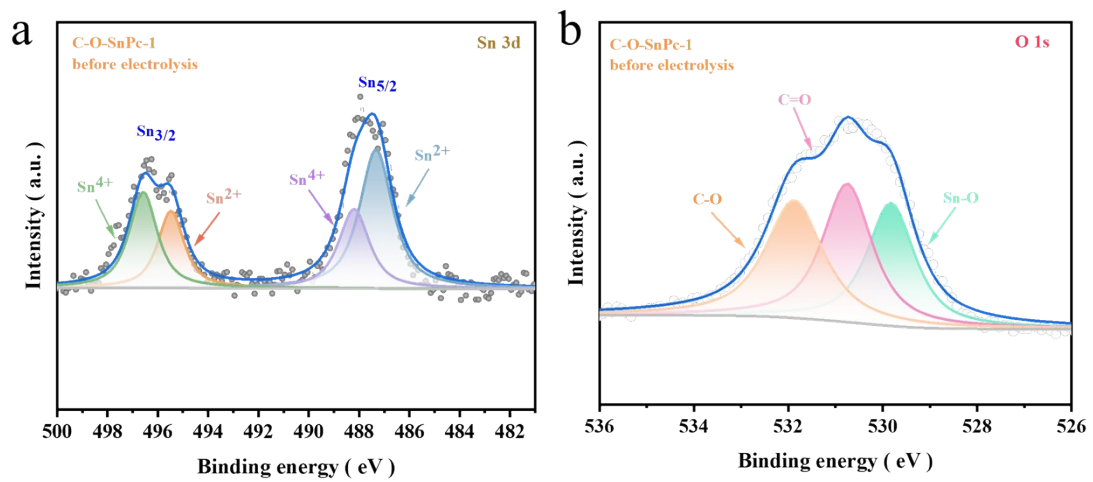 a
C-O-SnPc-1
before electrolysis
Sn 3d
Sn3/2
Sn5/2
Sn4+
Sn2+
Sn4+
Sn2+
Intensity ( a.u. )
500 498 496 494 492 490 488 486 484 482
Binding energy ( eV )
b
C-O-SnPc-1
before electrolysis
O 1s
C=O
C-O
Sn-O
Intensity ( a.u. )
536 534 532 530 528 526
Binding energy ( eV )